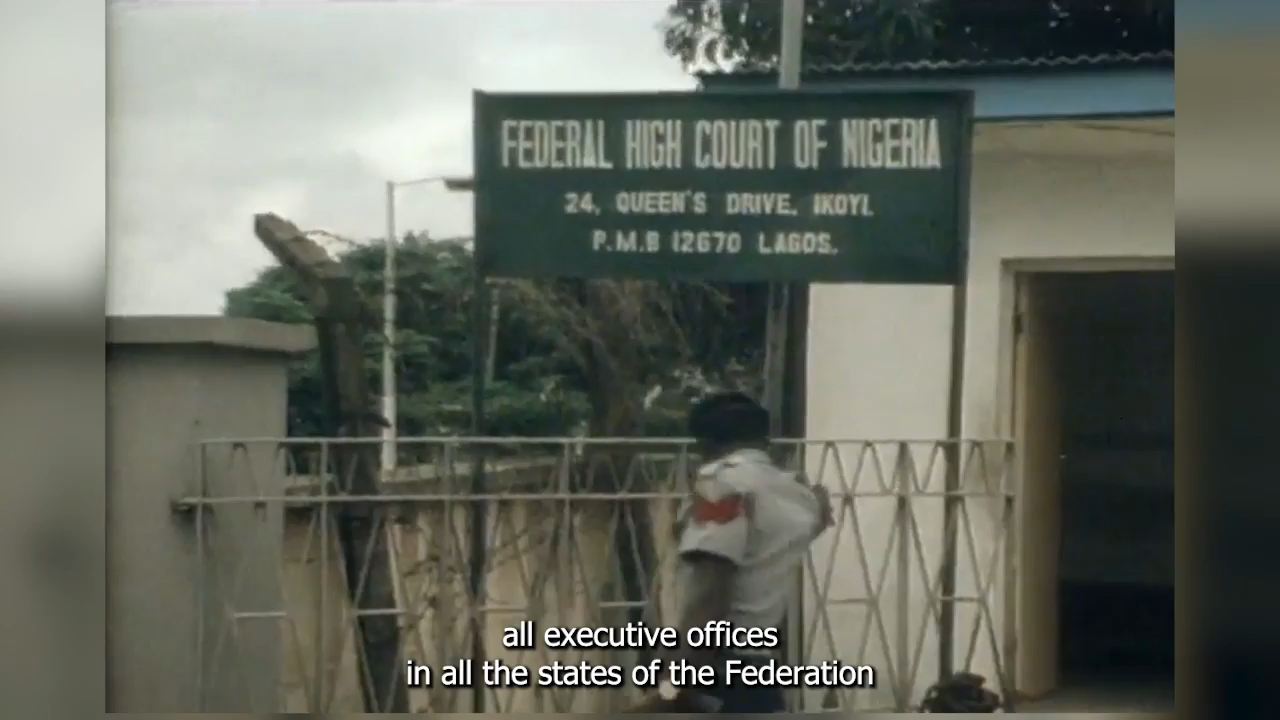 FEDERAL HIGH COURT OF NIGERIA
24, QUEEN'S DRIVE, IKOYI.
P.M.B 12670 LAGOS.
all executive offices
in all the states of the Federation